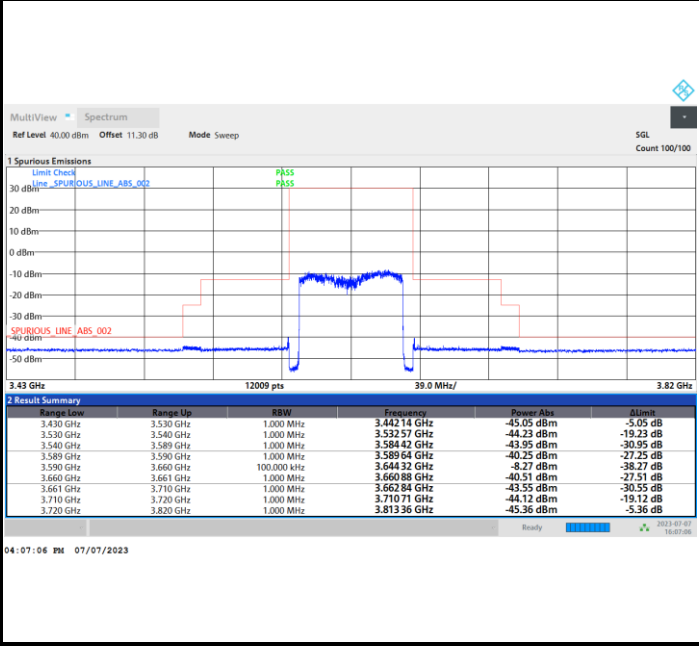 MultiView Spectrum
Ref Level 40.00 dBm Offset 11.30 dB Mode Sweep SGL
Count 100/100
1 Spurious Emissions
Limit Check PASS
Line _SPURIOUS_LINE_ABS_002 PASS
30 dBm
20 dBm
10 dBm
0 dBm
-10 dBm
-20 dBm
-30 dBm
_SPURIOUS_LINE_ABS_002
-40 dBm
-50 dBm
3.43 GHz 12009 pts 39.0 MHz/ 3.82 GHz
2 Result Summary
Range Low Range Up RBW Frequency Power Abs ΔLimit
3.430 GHz 3.530 GHz 1.000 MHz 3.442 14 GHz -45.05 dBm -5.05 dB
3.530 GHz 3.540 GHz 1.000 MHz 3.532 57 GHz -44.23 dBm -19.23 dB
3.540 GHz 3.589 GHz 1.000 MHz 3.584 42 GHz -43.95 dBm -30.95 dB
3.589 GHz 3.590 GHz 1.000 MHz 3.589 64 GHz -40.25 dBm -27.25 dB
3.590 GHz 3.660 GHz 100.000 kHz 3.644 32 GHz -8.27 dBm -38.27 dB
3.660 GHz 3.661 GHz 1.000 MHz 3.660 88 GHz -40.51 dBm -27.51 dB
3.661 GHz 3.710 GHz 1.000 MHz 3.662 84 GHz -43.55 dBm -30.55 dB
3.710 GHz 3.720 GHz 1.000 MHz 3.710 71 GHz -44.12 dBm -19.12 dB
3.720 GHz 3.820 GHz 1.000 MHz 3.813 36 GHz -45.36 dBm -5.36 dB
Ready 2023-07-07
16:07:06
04:07:06 PM 07/07/2023